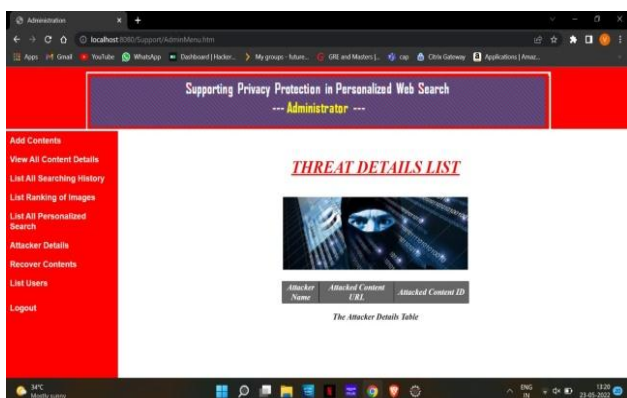 Administration
localhost:8080/Support/AdminMenu.htm
Apps
Gmail
YouTube
WhatsApp
Dashboard | Hacker...
My groups - future...
GRE and Masters |...
cap
Citrix Gateway
Applications | Amaz...
Supporting Privacy Protection in Personalized Web Search
--- Administrator ---
Add Contents
View All Content Details
List All Searching History
List Ranking of Images
List All Personalized
Search
Attacker Details
Recover Contents
List Users
Logout
THREAT DETAILS LIST
Attacker
Name
Attacked Content
URL
Attacked Content ID
The Attacker Details Table
34°C
Mostly sunny
ENG
IN
13:20
23-05-2022